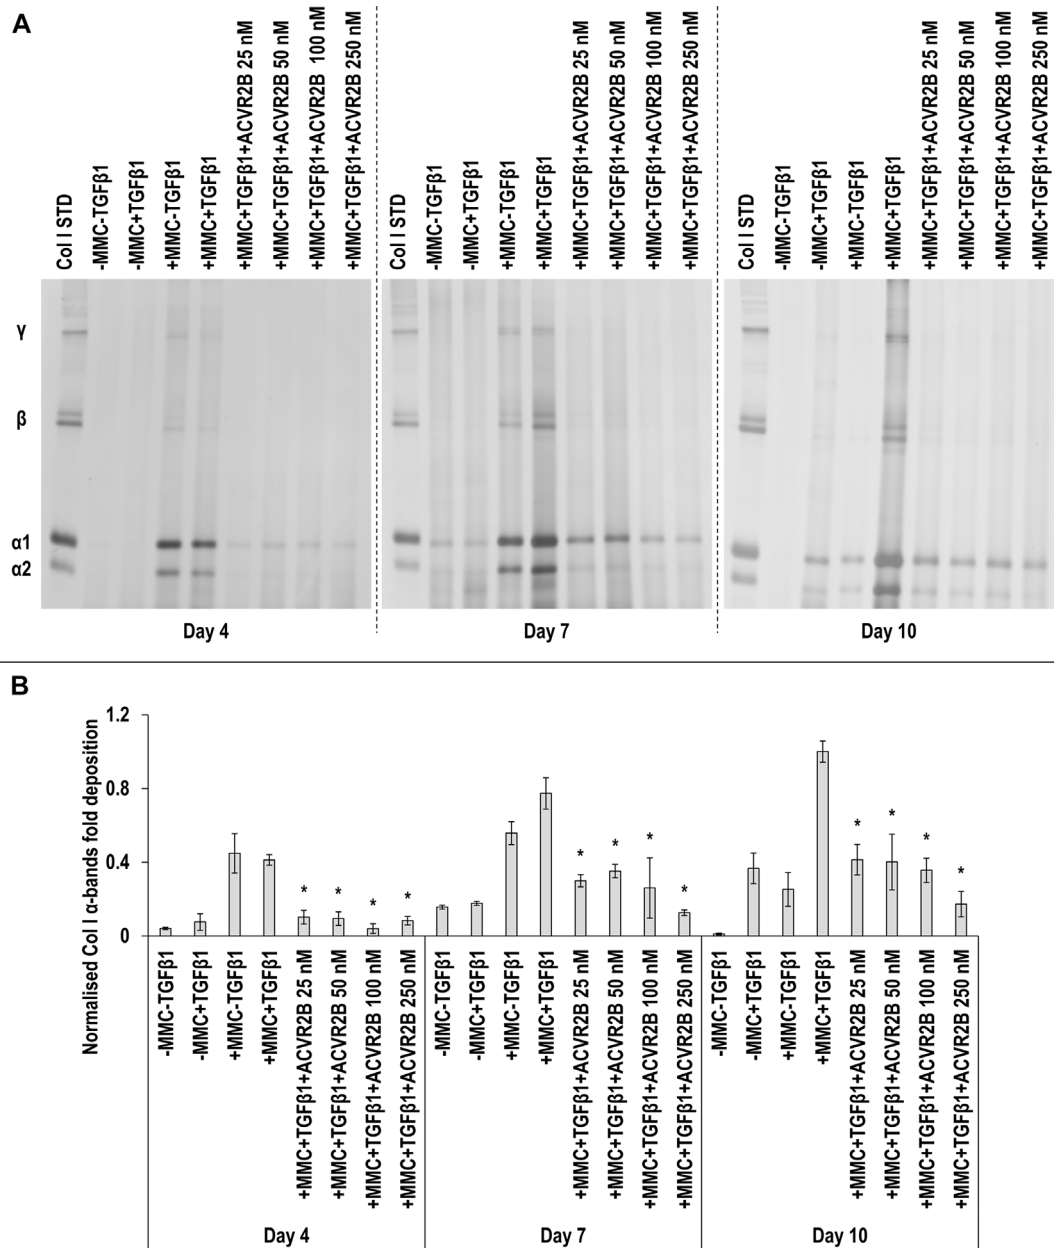 A
Col I STD
-MMC-TGFβ1
-MMC+TGFβ1
+MMC-TGFβ1
+MMC+TGFβ1
+MMC+TGFβ1+ACVR2B 25 nM
+MMC+TGFβ1+ACVR2B 50 nM
+MMC+TGFβ1+ACVR2B 100 nM
+MMC+TGFβ1+ACVR2B 250 nM
Col I STD
-MMC-TGFβ1
-MMC+TGFβ1
+MMC-TGFβ1
+MMC+TGFβ1
+MMC+TGFβ1+ACVR2B 25 nM
+MMC+TGFβ1+ACVR2B 50 nM
+MMC+TGFβ1+ACVR2B 100 nM
+MMC+TGFβ1+ACVR2B 250 nM
Col I STD
-MMC-TGFβ1
-MMC+TGFβ1
+MMC-TGFβ1
+MMC+TGFβ1
+MMC+TGFβ1+ACVR2B 25 nM
+MMC+TGFβ1+ACVR2B 50 nM
+MMC+TGFβ1+ACVR2B 100 nM
+MMC+TGFβ1+ACVR2B 250 nM
γ
β
α1
α2
Day 4
Day 7
Day 10
B
Normalised Col I α-bands fold deposition
1.2
0.8
0.4
0
* * * *
* * * *
* * * *
-MMC-TGFβ1
-MMC+TGFβ1
+MMC-TGFβ1
+MMC+TGFβ1
+MMC+TGFβ1+ACVR2B 25 nM
+MMC+TGFβ1+ACVR2B 50 nM
+MMC+TGFβ1+ACVR2B 100 nM
+MMC+TGFβ1+ACVR2B 250 nM
-MMC-TGFβ1
-MMC+TGFβ1
+MMC-TGFβ1
+MMC+TGFβ1
+MMC+TGFβ1+ACVR2B 25 nM
+MMC+TGFβ1+ACVR2B 50 nM
+MMC+TGFβ1+ACVR2B 100 nM
+MMC+TGFβ1+ACVR2B 250 nM
-MMC-TGFβ1
-MMC+TGFβ1
+MMC-TGFβ1
+MMC+TGFβ1
+MMC+TGFβ1+ACVR2B 25 nM
+MMC+TGFβ1+ACVR2B 50 nM
+MMC+TGFβ1+ACVR2B 100 nM
+MMC+TGFβ1+ACVR2B 250 nM
Day 4
Day 7
Day 10